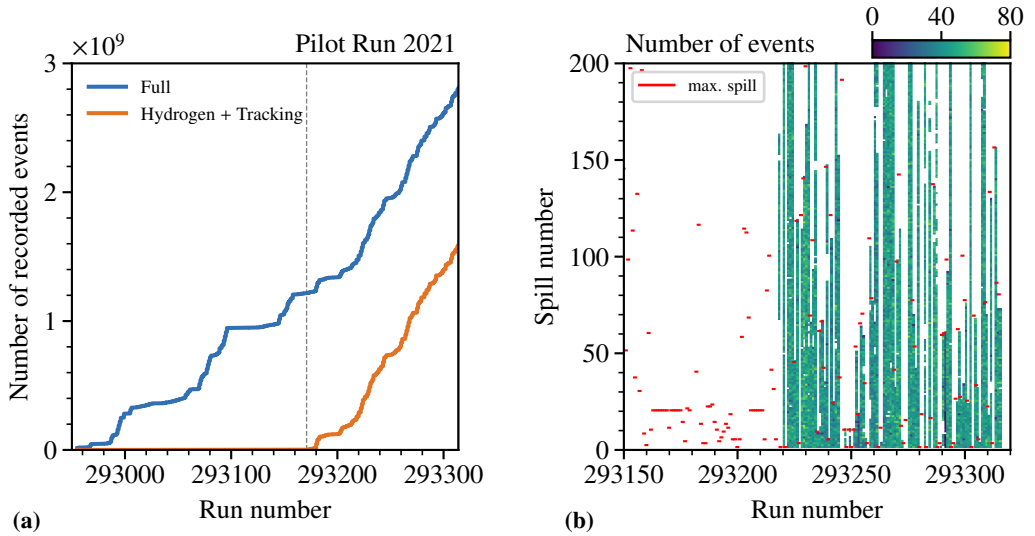 ×10⁹
Pilot Run 2021
Full
Hydrogen + Tracking
3
2
1
0
Number of recorded events
293000 293100 293200 293300
Run number
(a)
0 40 80
Number of events
max. spill
200
150
100
50
0
Spill number
293150 293200 293250 293300
Run number
(b)